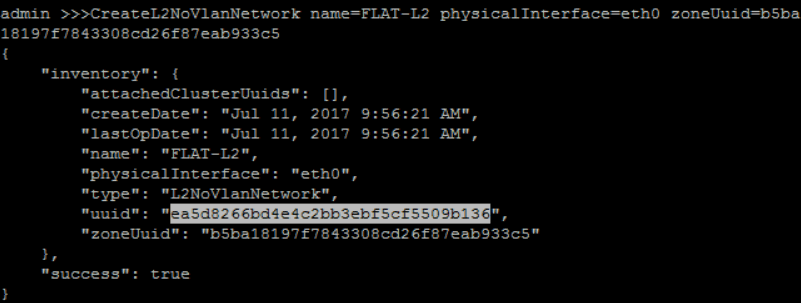 admin >>>CreateL2NoVlanNetwork name=FLAT-L2 physicalInterface=eth0 zoneUuid=b5ba
18197f7843308cd26f87eab933c5
{
    "inventory": {
        "attachedClusterUuids": [],
        "createDate": "Jul 11, 2017 9:56:21 AM",
        "lastOpDate": "Jul 11, 2017 9:56:21 AM",
        "name": "FLAT-L2",
        "physicalInterface": "eth0",
        "type": "L2NoVlanNetwork",
        "uuid": "ea5d8266bd4e4c2bb3ebf5cf5509b136",
        "zoneUuid": "b5ba18197f7843308cd26f87eab933c5"
    },
    "success": true
}